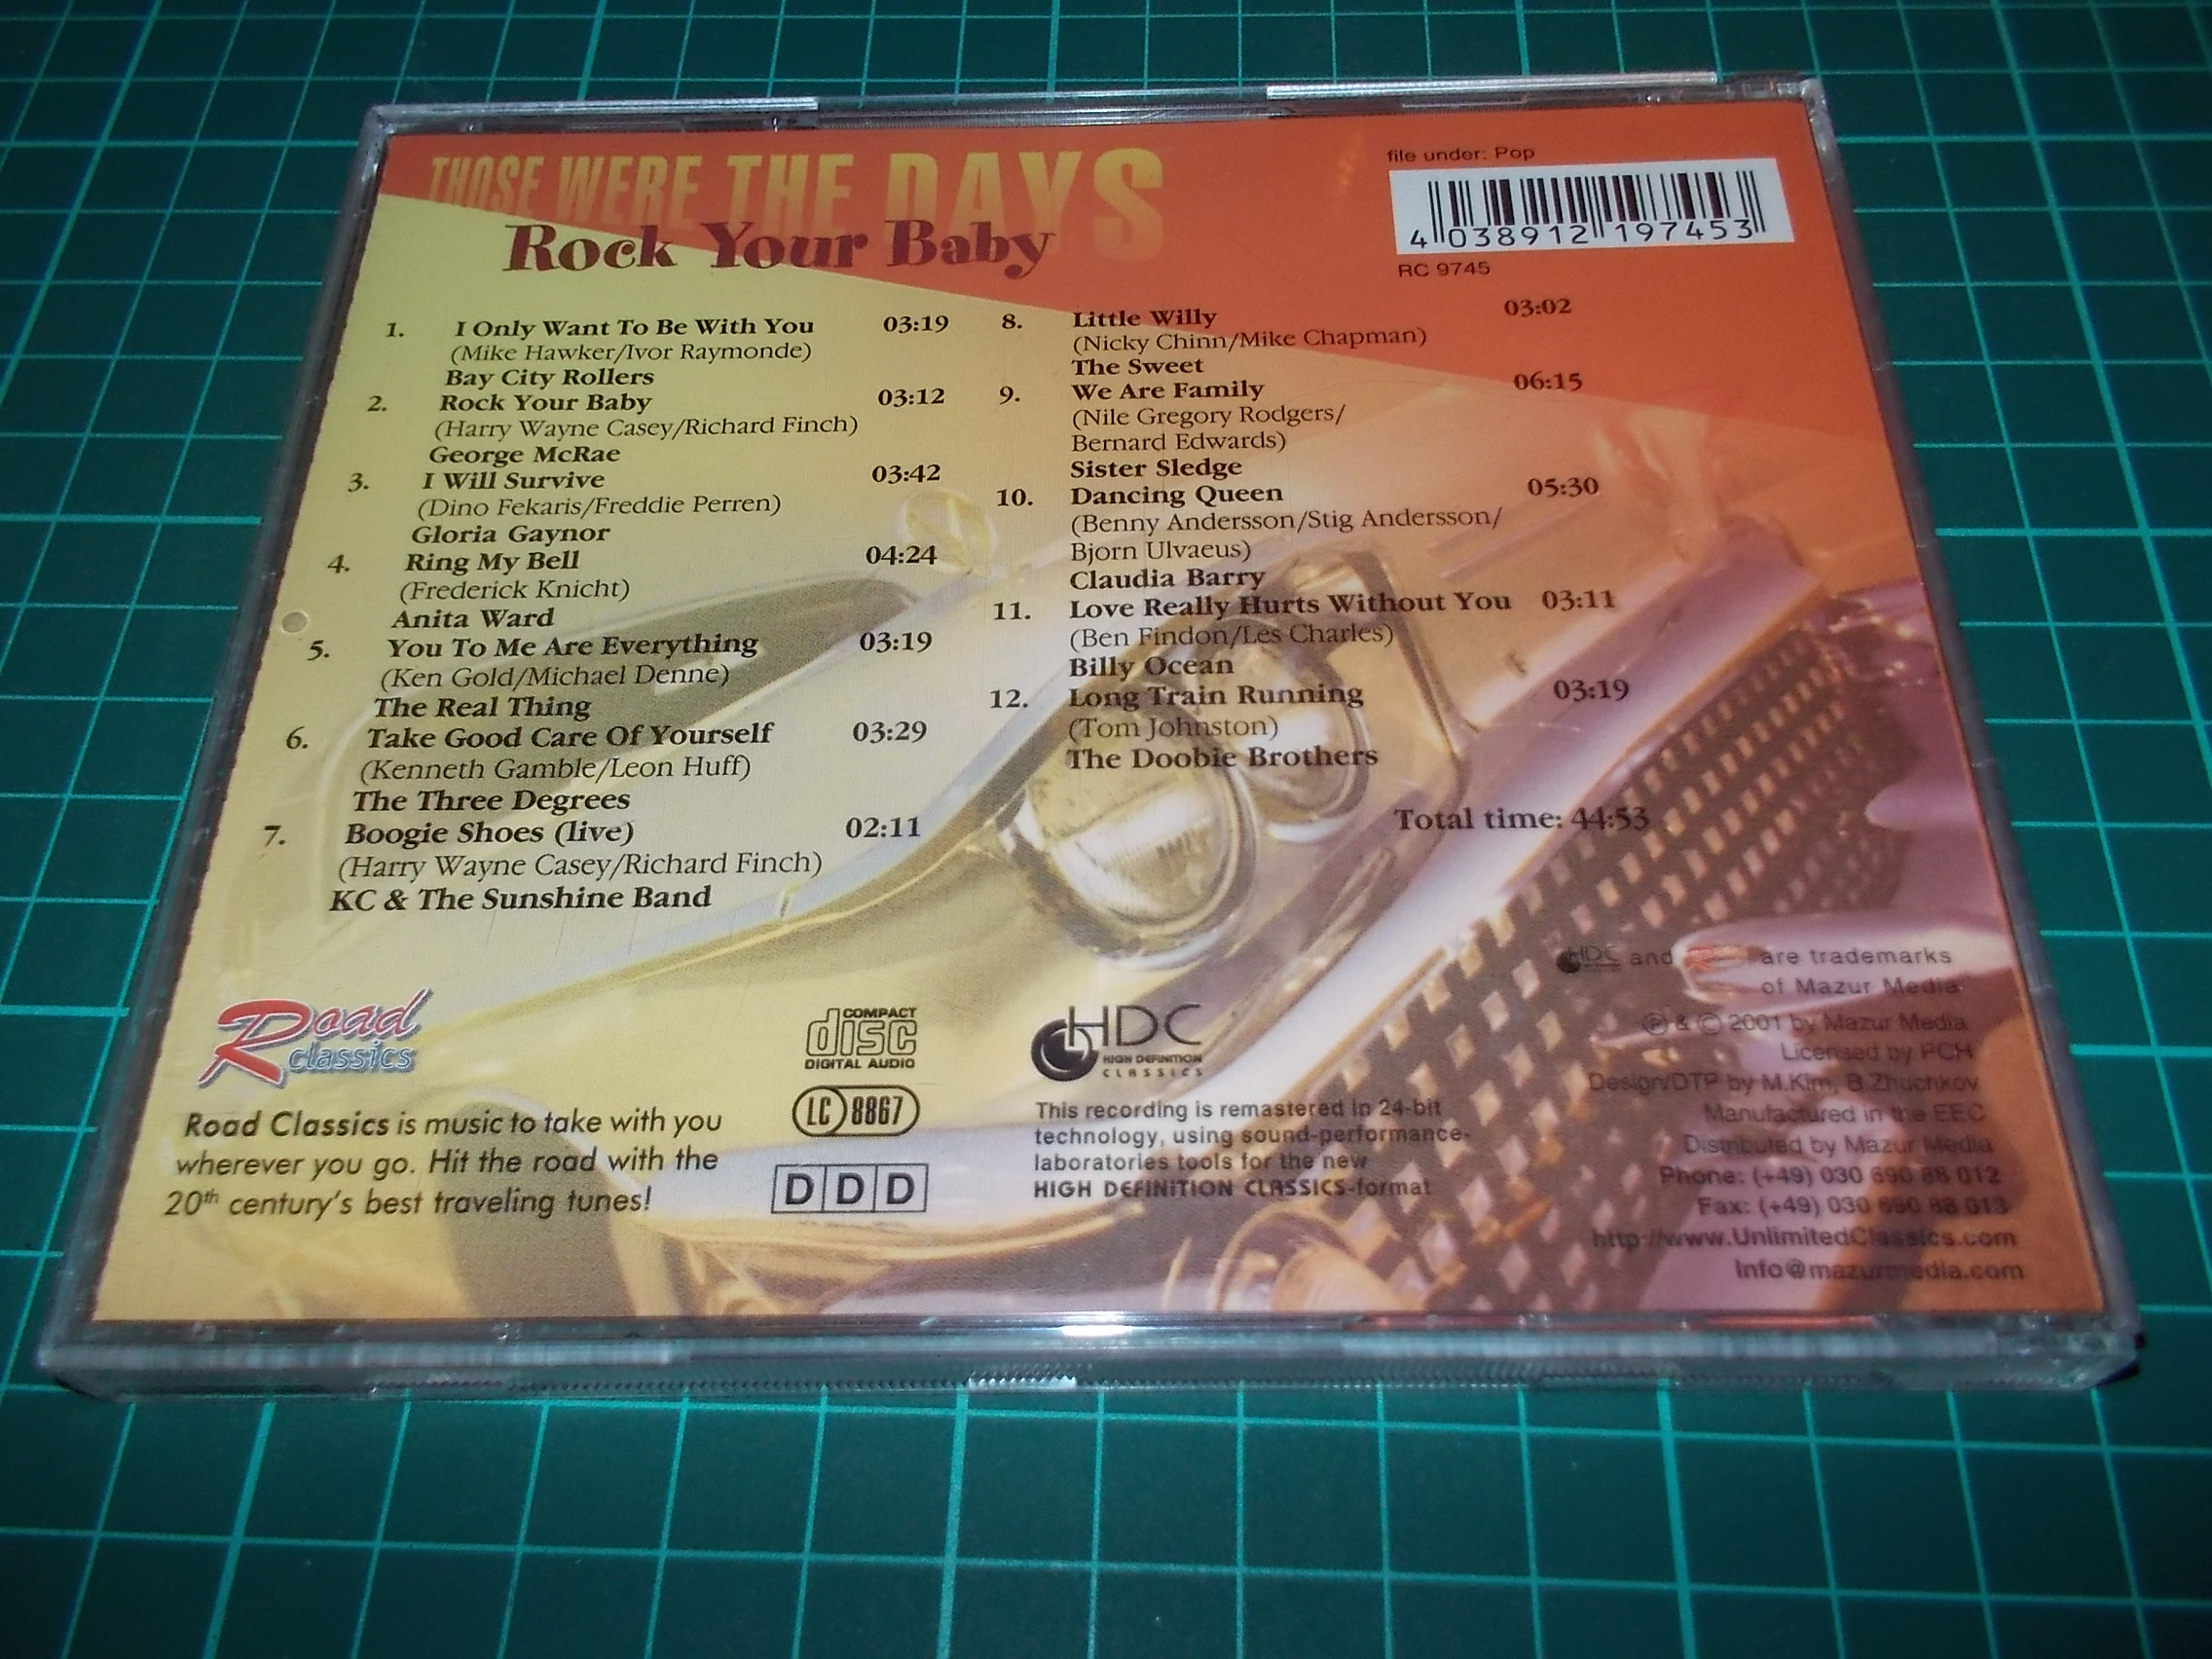 THOSE WERE THE DAYS
Rock Your Baby
file under: Pop
4 038912 197453
RC 9745
1. I Only Want To Be With You 03:19
(Mike Hawker/Ivor Raymonde)
Bay City Rollers
2. Rock Your Baby 03:12
(Harry Wayne Casey/Richard Finch)
George McRae
3. I Will Survive 03:42
(Dino Fekaris/Freddie Perren)
Gloria Gaynor
4. Ring My Bell 04:24
(Frederick Knicht)
Anita Ward
5. You To Me Are Everything 03:19
(Ken Gold/Michael Denne)
The Real Thing
6. Take Good Care Of Yourself 03:29
(Kenneth Gamble/Leon Huff)
The Three Degrees
7. Boogie Shoes (live) 02:11
(Harry Wayne Casey/Richard Finch)
KC & The Sunshine Band
8. Little Willy 03:02
(Nicky Chinn/Mike Chapman)
The Sweet
9. We Are Family 06:15
(Nile Gregory Rodgers/
Bernard Edwards)
Sister Sledge
10. Dancing Queen 05:30
(Benny Andersson/Stig Andersson/
Bjorn Ulvaeus)
Claudia Barry
11. Love Really Hurts Without You 03:11
(Ben Findon/Les Charles)
Billy Ocean
12. Long Train Running 03:19
(Tom Johnston)
The Doobie Brothers
Total time: 44:53
Road
classics
Road Classics is music to take with you
wherever you go. Hit the road with the
20th century's best traveling tunes!
COMPACT
disc
DIGITAL AUDIO
LC 8867
DDD
HDC
HIGH DEFINITION
CLASSICS
This recording is remastered in 24-bit
technology, using sound-performance-
laboratories tools for the new
HIGH DEFINITION CLASSICS-format
HDC and are trademarks
of Mazur Media
℗ & © 2001 by Mazur Media
Licensed by PCH
Design/DTP by M.Kim, B.Zhuchkov
Manufactured in the EEC
Distributed by Mazur Media
Phone: (+49) 030 690 88 012
Fax: (+49) 030 690 88 013
http://www.UnlimitedClassics.com
Info@mazurmedia.com